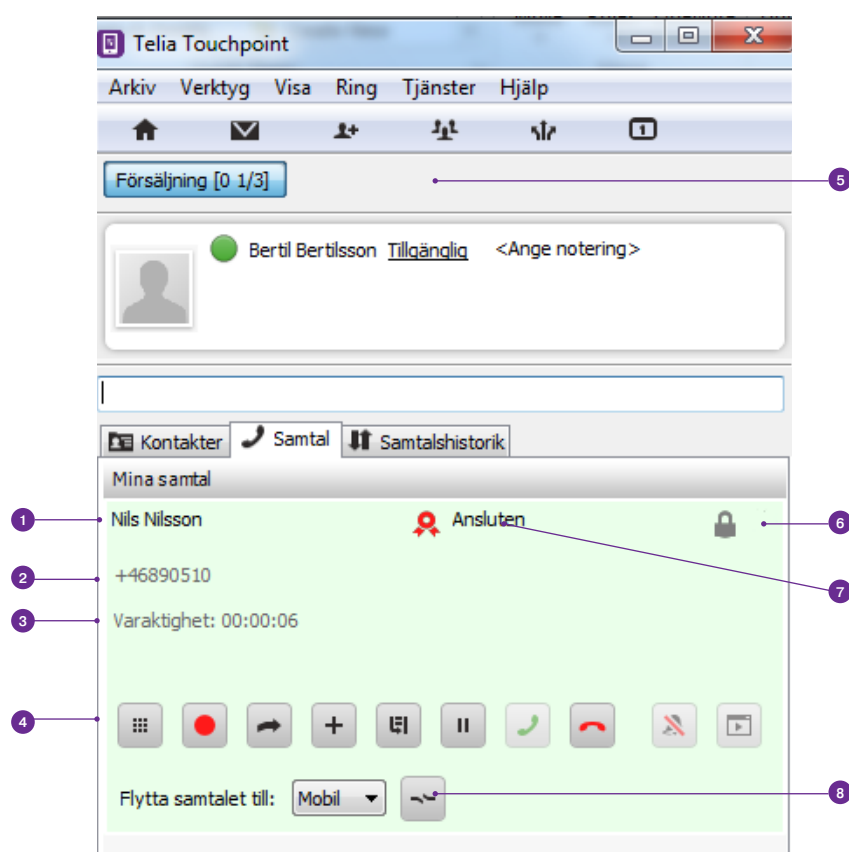 Telia Touchpoint
Arkiv Verktyg Visa Ring Tjänster Hjälp
1
Försäljning [0 1/3]
5
Bertil Bertilsson Tillgänglig <Ange notering>
Kontakter Samtal Samtalshistorik
Mina samtal
1 Nils Nilsson Ansluten 6
2 +46890510 7
3 Varaktighet: 00:00:06
4
Flytta samtalet till: Mobil 8